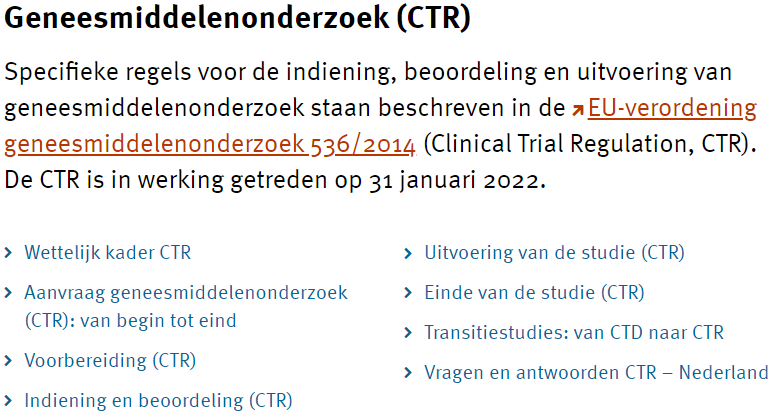 Geneesmiddelenonderzoek (CTR)
Specifieke regels voor de indiening, beoordeling en uitvoering van
geneesmiddelenonderzoek staan beschreven in de EU-verordening
geneesmiddelenonderzoek 536/2014 (Clinical Trial Regulation, CTR).
De CTR is in werking getreden op 31 januari 2022.
Wettelijk kader CTR
Aanvraag geneesmiddelenonderzoek
(CTR): van begin tot eind
Voorbereiding (CTR)
Indiening en beoordeling (CTR)
Uitvoering van de studie (CTR)
Einde van de studie (CTR)
Transitiestudies: van CTD naar CTR
Vragen en antwoorden CTR – Nederland